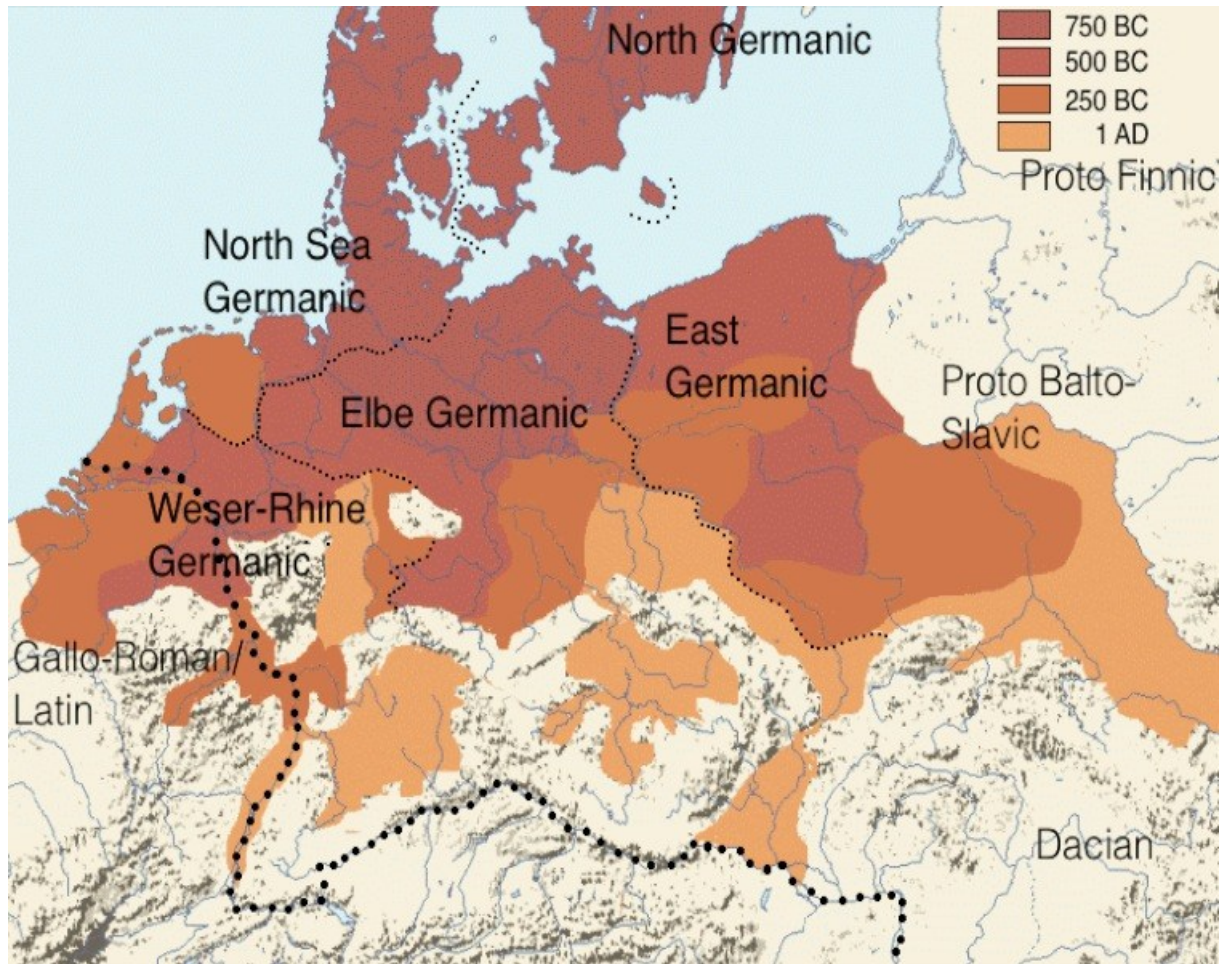 North Germanic
750 BC
500 BC
250 BC
1 AD
Proto Finnic
North Sea
Germanic
East
Germanic
Proto Balto-
Slavic
Elbe Germanic
Weser-Rhine
Germanic
Gallo-Roman/
Latin
Dacian